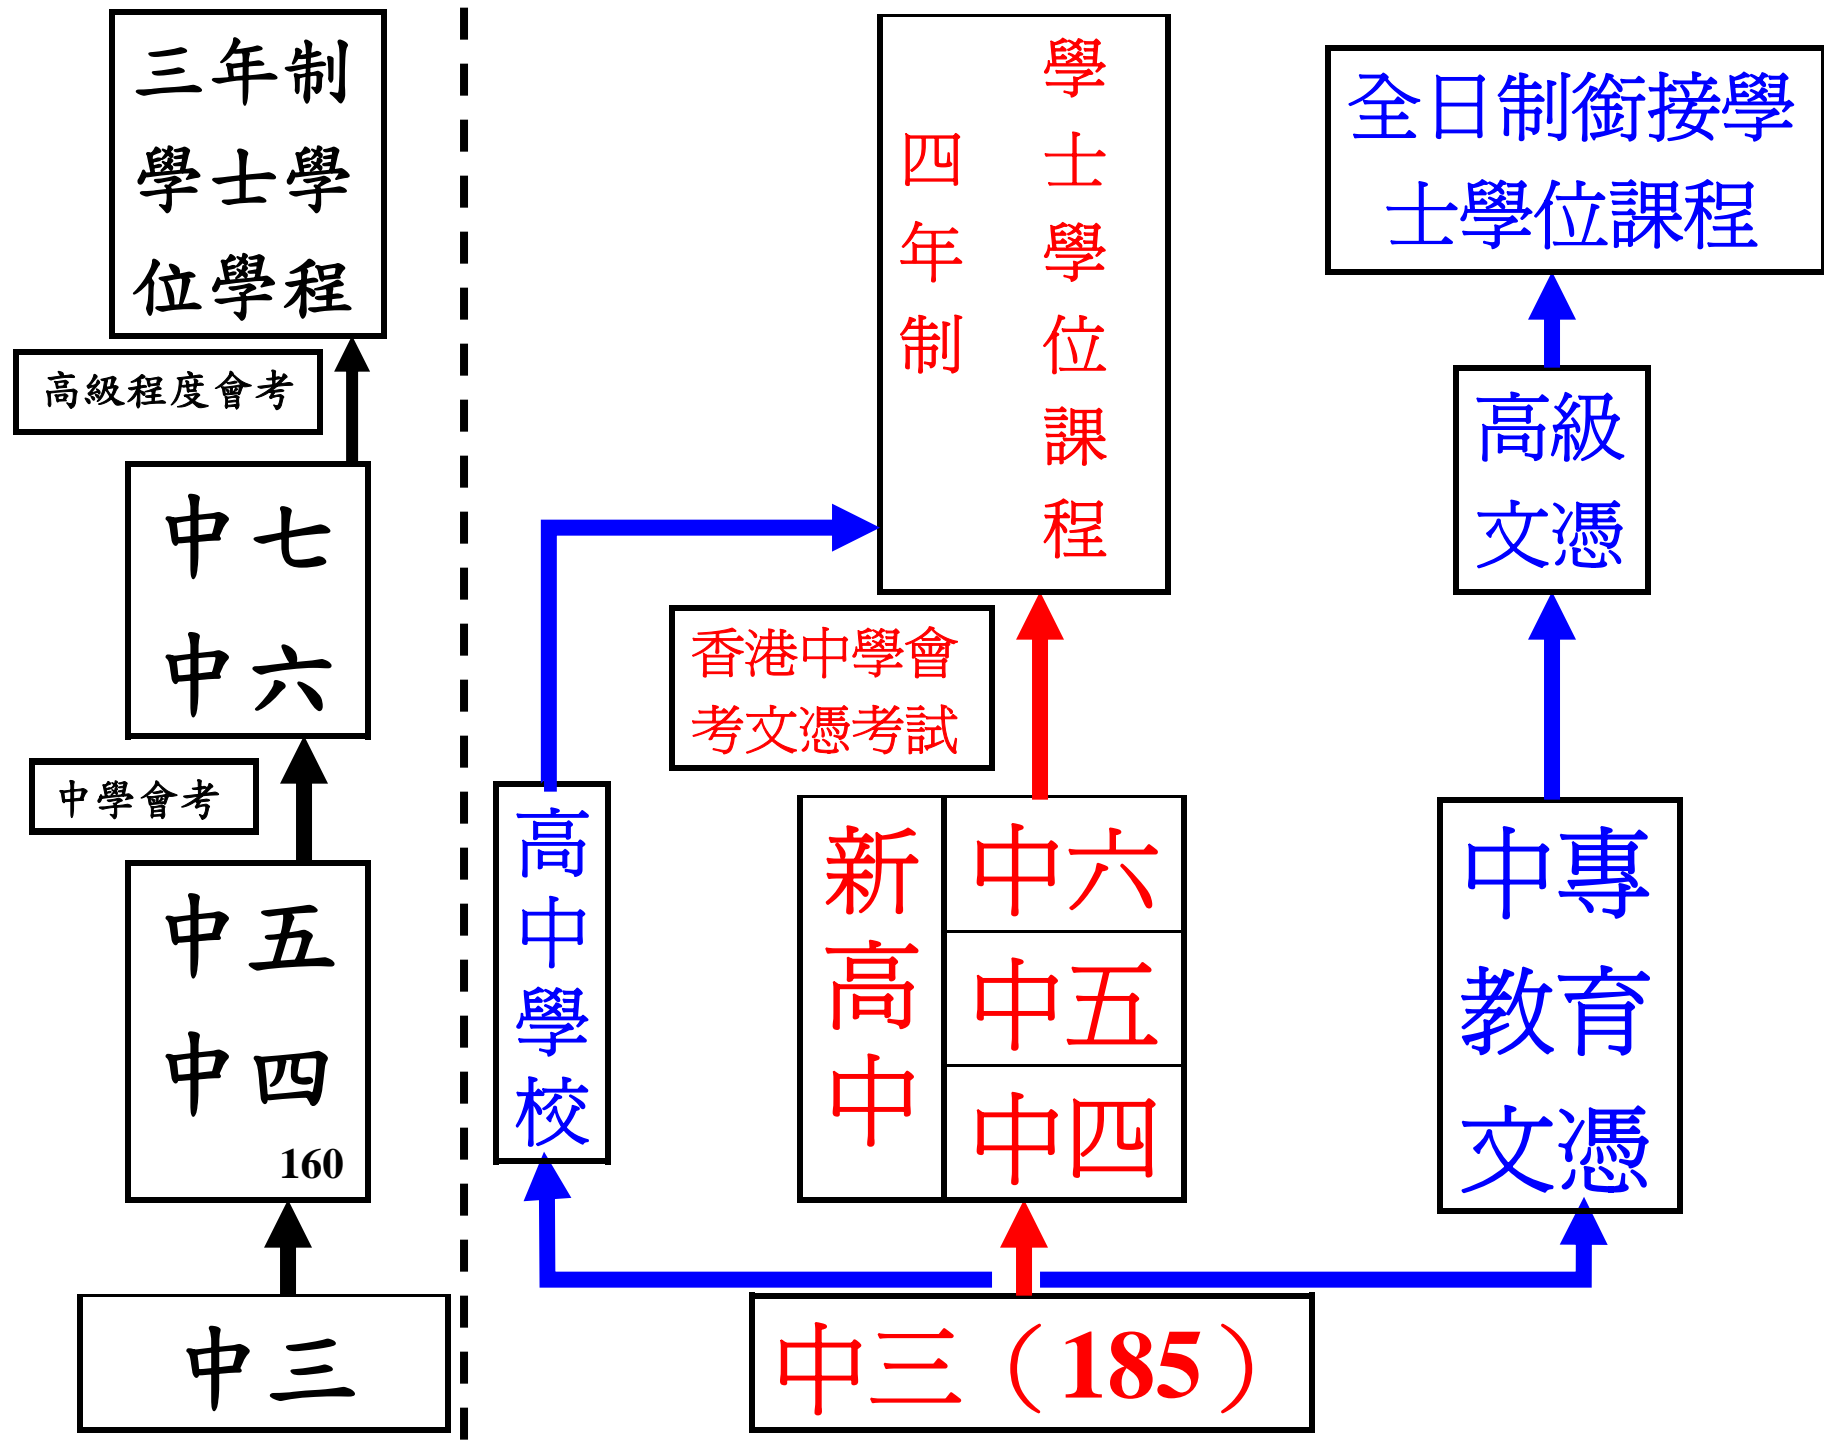 三年制
學士學
位學程
高級程度會考
中七
中六
中學會考
中五
中四
160
中三
學士學位課程
四年制
香港中學會
考文憑考試
高中學校
新高中
中六
中五
中四
中三（185）
全日制銜接學
士學位課程
高級
文憑
中專
教育
文憑